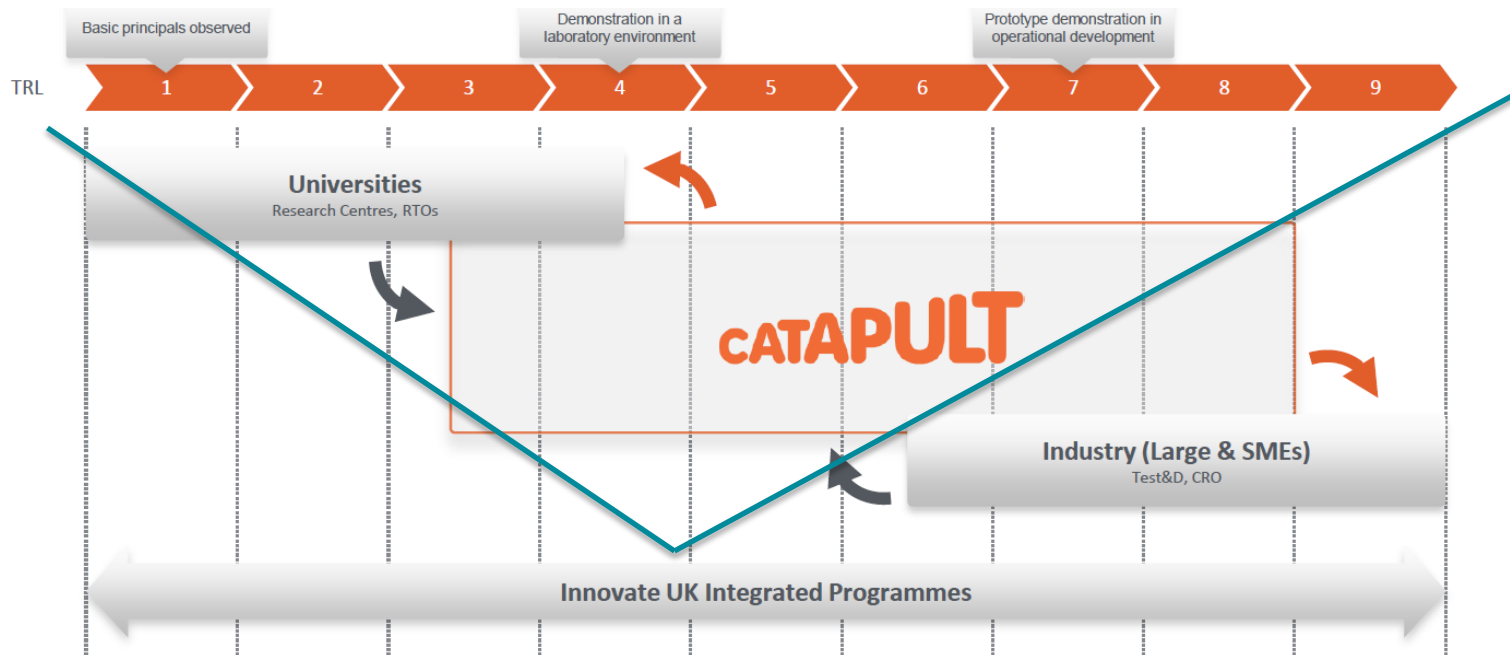 Basic principals observed
Demonstration in a
laboratory environment
Prototype demonstration in
operational development
TRL
1
2
3
4
5
6
7
8
9
Universities
Research Centres, RTOs
CATAPULT
Industry (Large & SMEs)
Test&D, CRO
Innovate UK Integrated Programmes